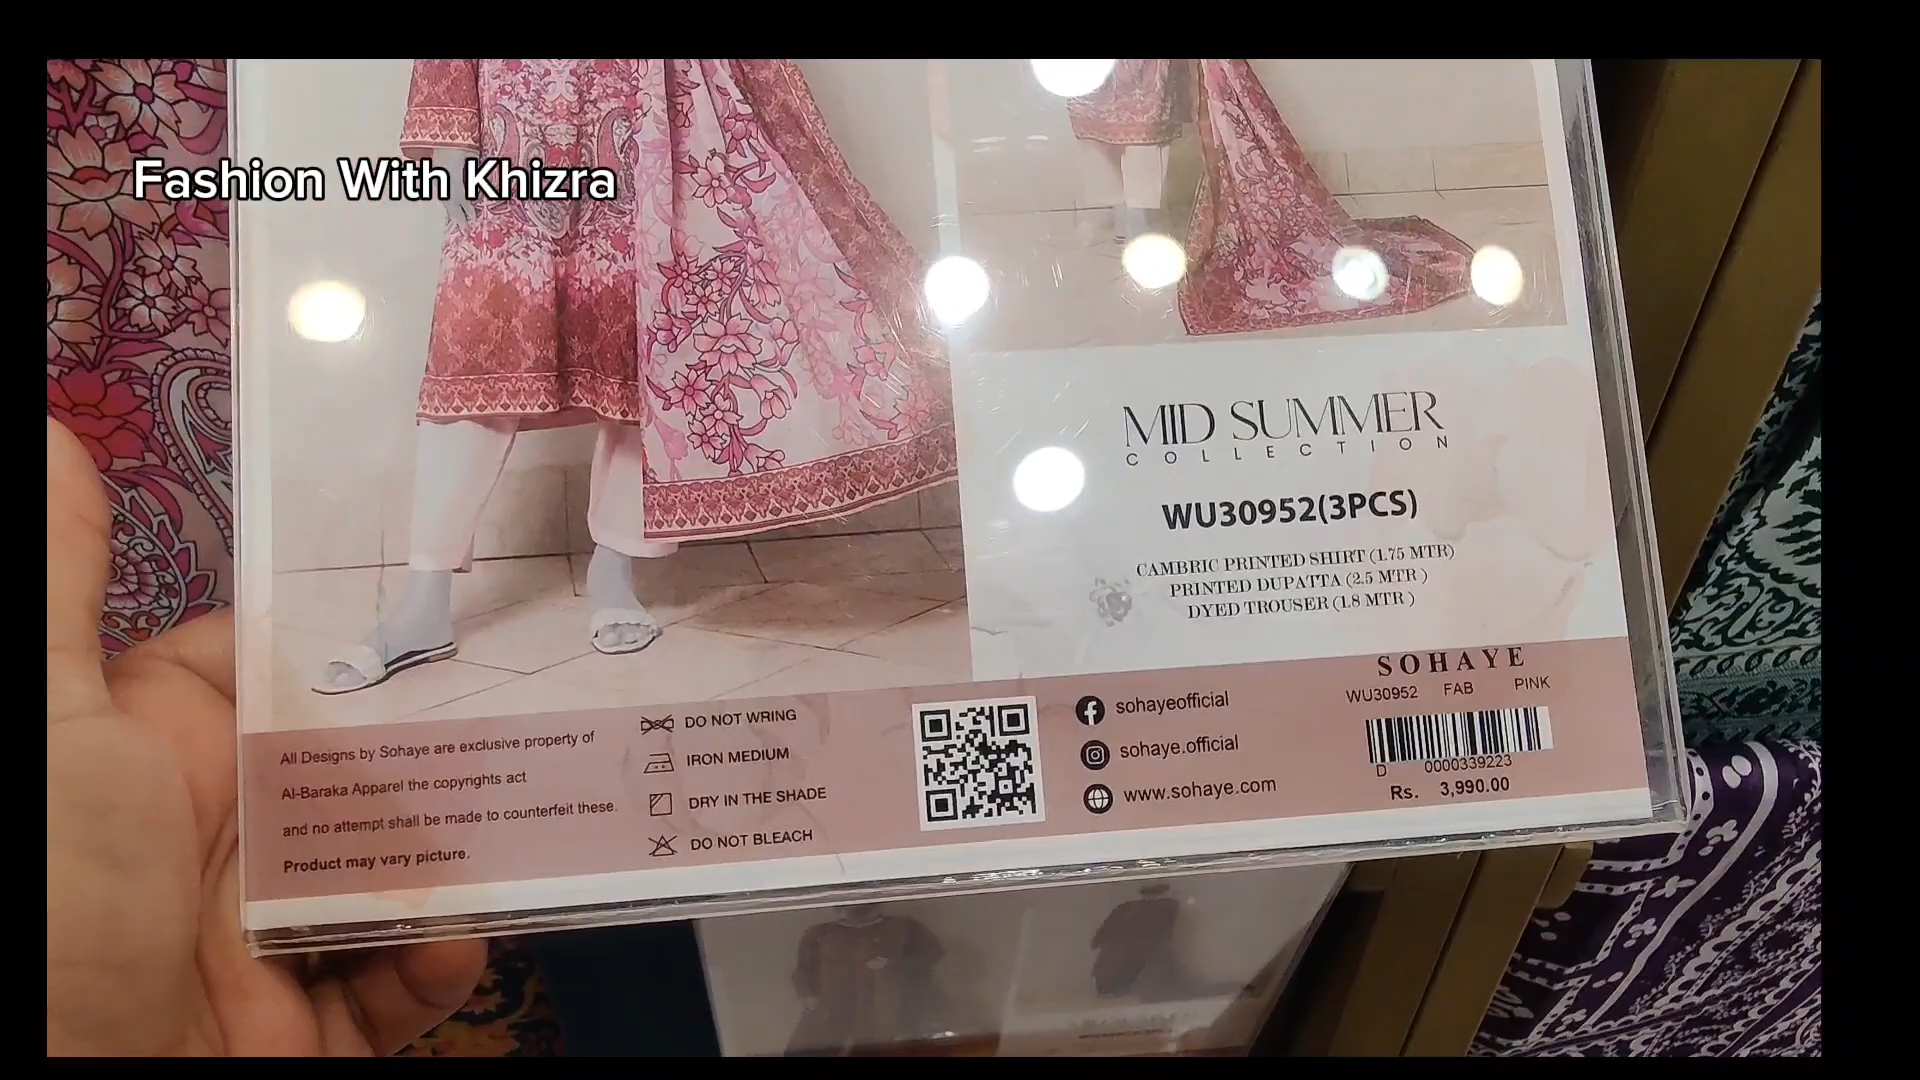 Fashion With Khizra
MID SUMMER
COLLECTION
WU30952(3PCS)
CAMBRIC PRINTED SHIRT (1.75 MTR)
PRINTED DUPATTA (2.5 MTR )
DYED TROUSER (1.8 MTR )
All Designs by Sohaye are exclusive property of
Al-Baraka Apparel the copyrights act
and no attempt shall be made to counterfeit these.
Product may vary picture.
DO NOT WRING
IRON MEDIUM
DRY IN THE SHADE
DO NOT BLEACH
sohayeofficial
sohaye.official
www.sohaye.com
SOHAYE
WU30952 FAB PINK
D 0000339223
Rs. 3,990.00